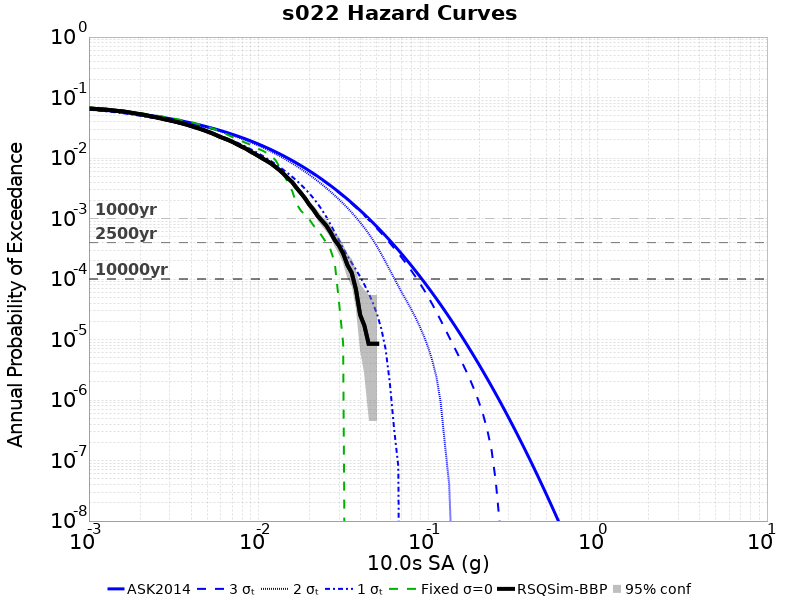 s022 Hazard Curves
Annual Probability of Exceedance
10^0
10^-1
10^-2
10^-3
10^-4
10^-5
10^-6
10^-7
10^-8
1000yr
2500yr
10000yr
10^-3 10^-2 10^-1 10^0 10^1
10.0s SA (g)
ASK2014 3 σₜ 2 σₜ 1 σₜ Fixed σ=0 RSQSim-BBP 95% conf